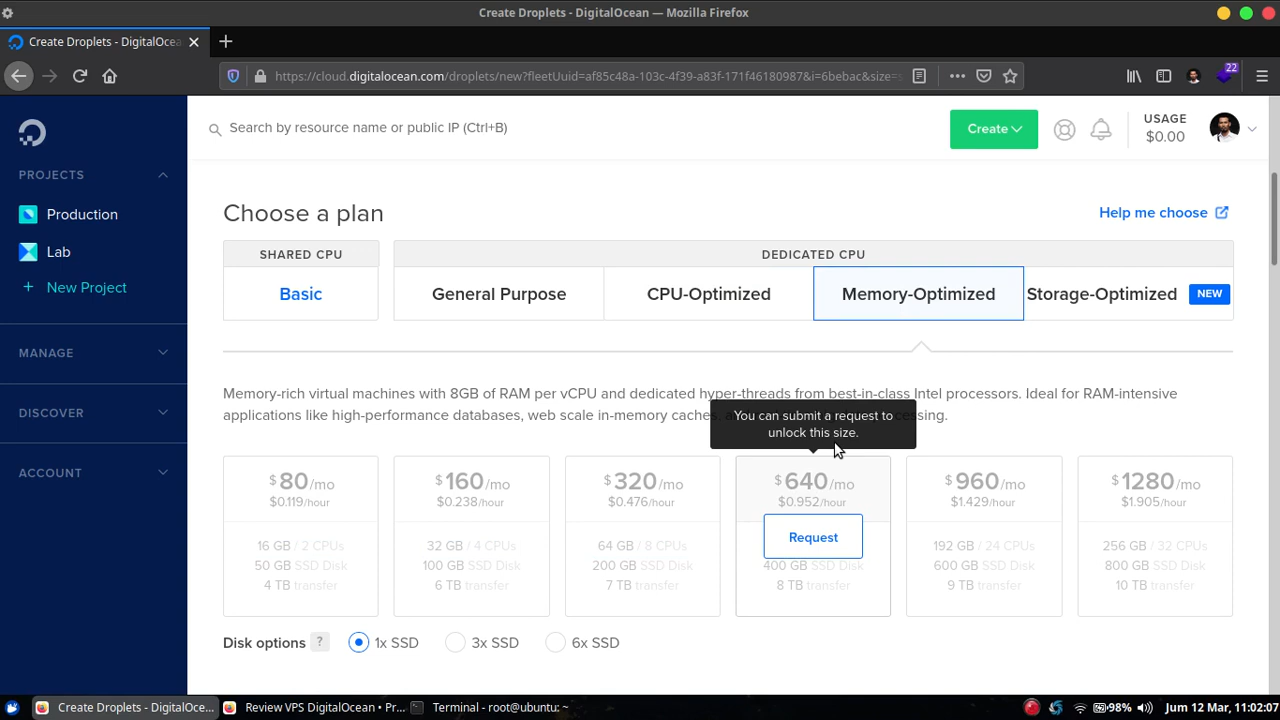 Create Droplets - DigitalOcean — Mozilla Firefox
Create Droplets - DigitalOcea
https://cloud.digitalocean.com/droplets/new?fleetUuid=af85c48a-103c-4f39-a83f-171f46180987&i=6bebac&size=s
22
Search by resource name or public IP (Ctrl+B)
Create
USAGE
$0.00
PROJECTS
Production
Lab
+ New Project
MANAGE
DISCOVER
ACCOUNT
Choose a plan
Help me choose
SHARED CPU
DEDICATED CPU
Basic
General Purpose
CPU-Optimized
Memory-Optimized
Storage-Optimized NEW
Memory-rich virtual machines with 8GB of RAM per vCPU and dedicated hyper-threads from best-in-class Intel processors. Ideal for RAM-intensive
applications like high-performance databases, web scale in-memory caches
You can submit a request to
unlock this size.
$80/mo
$0.119/hour
16 GB / 2 CPUs
50 GB SSD Disk
4 TB transfer
$160/mo
$0.238/hour
32 GB / 4 CPUs
100 GB SSD Disk
6 TB transfer
$320/mo
$0.476/hour
64 GB / 8 CPUs
200 GB SSD Disk
7 TB transfer
$640/mo
$0.952/hour
Request
400 GB SSD Disk
8 TB transfer
$960/mo
$1.429/hour
192 GB / 24 CPUs
600 GB SSD Disk
9 TB transfer
$1280/mo
$1.905/hour
256 GB / 32 CPUs
800 GB SSD Disk
10 TB transfer
Disk options ? 1x SSD 3x SSD 6x SSD
Create Droplets - DigitalOce...
Review VPS DigitalOcean • Pr...
Terminal - root@ubuntu: ~
98%
Jum 12 Mar, 11:02:07